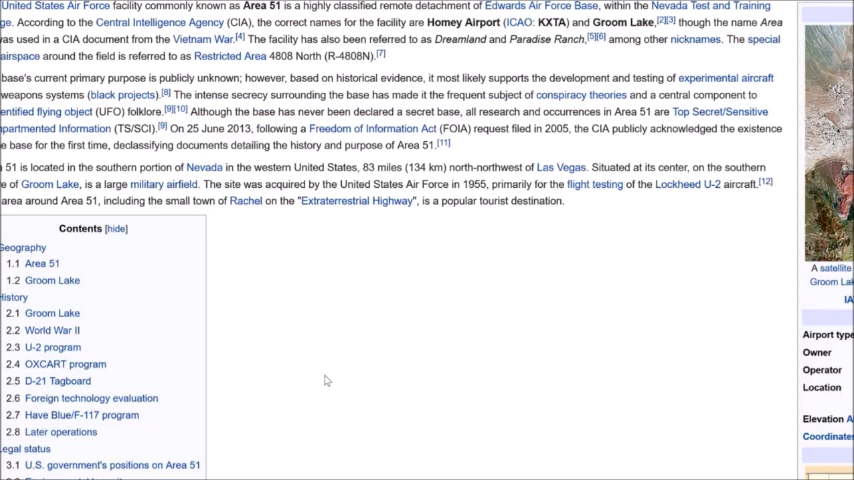 United States Air Force facility commonly known as Area 51 is a highly classified remote detachment of Edwards Air Force Base, within the Nevada Test and Training
ge. According to the Central Intelligence Agency (CIA), the correct names for the facility are Homey Airport (ICAO: KXTA) and Groom Lake,[2][3] though the name Area
was used in a CIA document from the Vietnam War.[4] The facility has also been referred to as Dreamland and Paradise Ranch,[5][6] among other nicknames. The special
airspace around the field is referred to as Restricted Area 4808 North (R-4808N).[7]
base's current primary purpose is publicly unknown; however, based on historical evidence, it most likely supports the development and testing of experimental aircraft
weapons systems (black projects).[8] The intense secrecy surrounding the base has made it the frequent subject of conspiracy theories and a central component to
entified flying object (UFO) folklore.[9][10] Although the base has never been declared a secret base, all research and occurrences in Area 51 are Top Secret/Sensitive
mpartmented Information (TS/SCI).[9] On 25 June 2013, following a Freedom of Information Act (FOIA) request filed in 2005, the CIA publicly acknowledged the existence
e base for the first time, declassifying documents detailing the history and purpose of Area 51.[11]
51 is located in the southern portion of Nevada in the western United States, 83 miles (134 km) north-northwest of Las Vegas. Situated at its center, on the southern
e of Groom Lake, is a large military airfield. The site was acquired by the United States Air Force in 1955, primarily for the flight testing of the Lockheed U-2 aircraft.[12]
area around Area 51, including the small town of Rachel on the "Extraterrestrial Highway", is a popular tourist destination.
Contents [hide]
Geography
1.1 Area 51
1.2 Groom Lake
History
2.1 Groom Lake
2.2 World War II
2.3 U-2 program
2.4 OXCART program
2.5 D-21 Tagboard
2.6 Foreign technology evaluation
2.7 Have Blue/F-117 program
2.8 Later operations
Legal status
3.1 U.S. government's positions on Area 51
A satellite
Groom Lak
IA
Airport type
Owner
Operator
Location
Elevation A
Coordinate